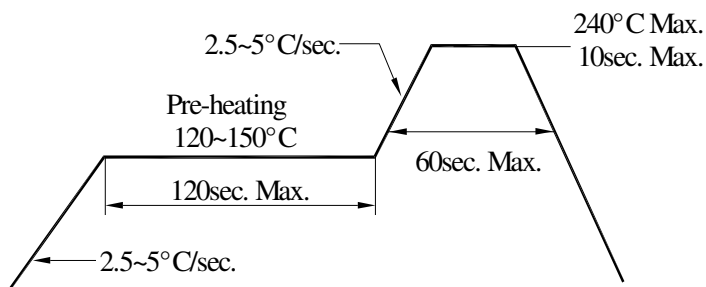 240°C Max.
10sec. Max.
2.5~5°C/sec.
Pre-heating
120~150°C
60sec. Max.
120sec. Max.
2.5~5°C/sec.